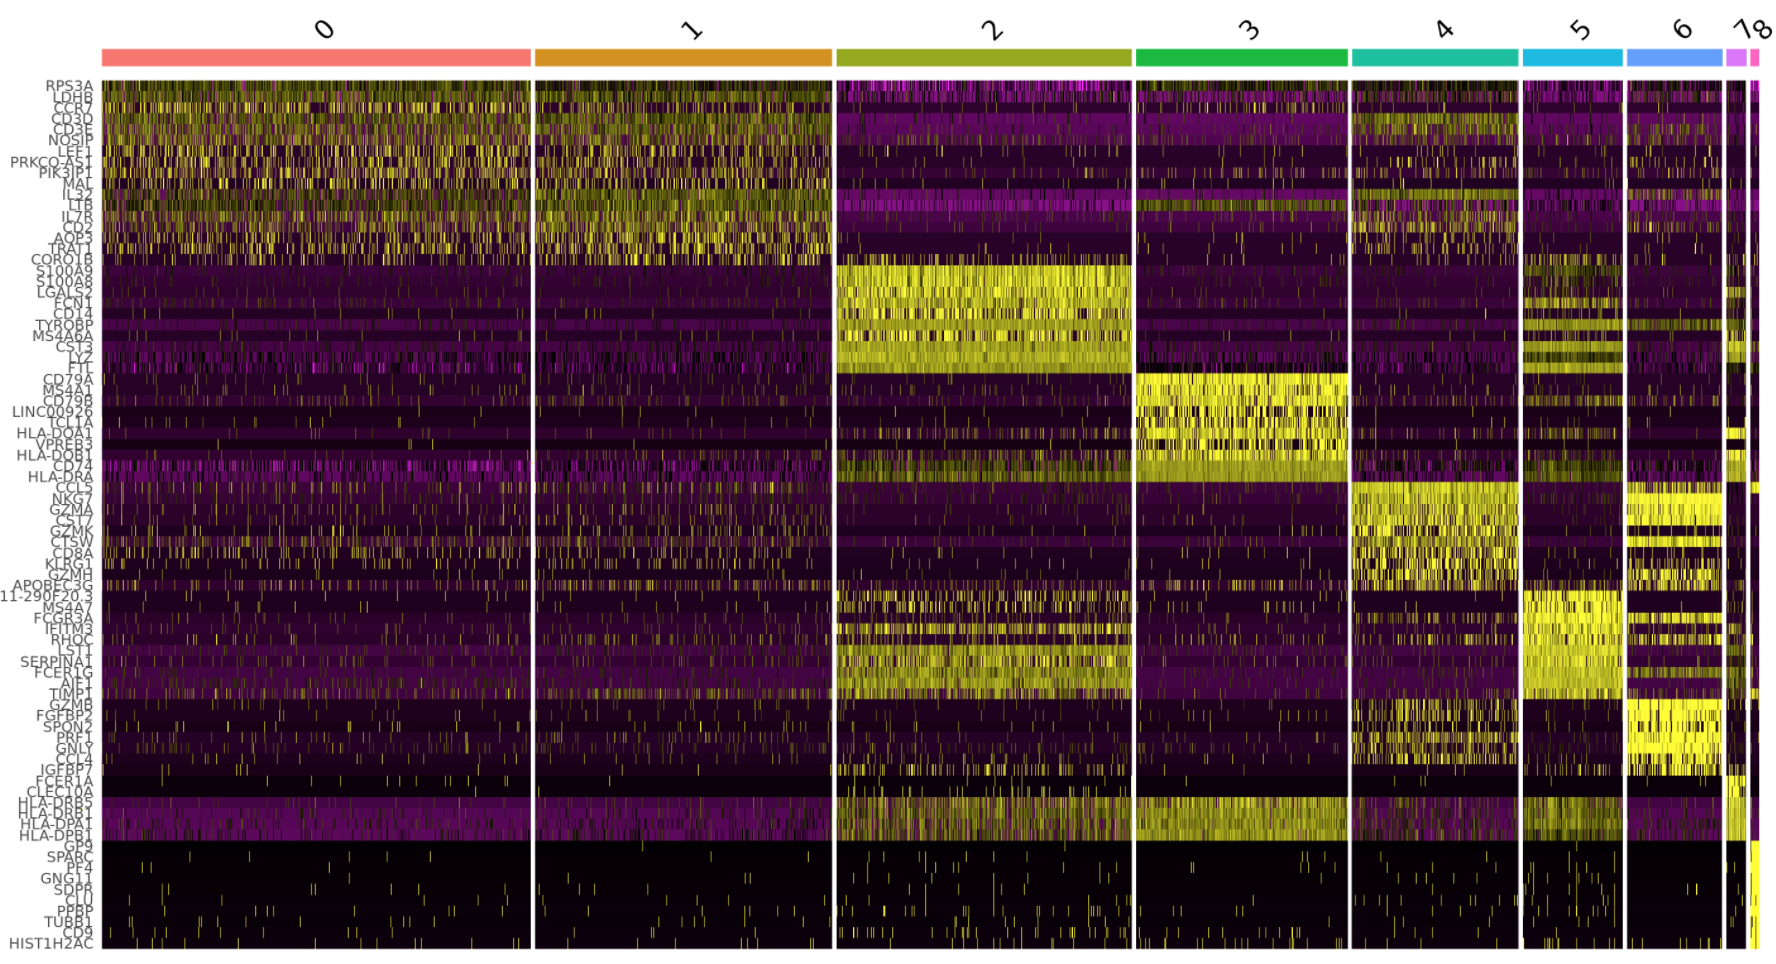 0 1 2 3 4 5 6 7 8
RPS3A
LDHB
CCR7
CD3D
CD3E
NOSIP
LEF1
PRKCQ-AS1
PIK3IP1
MAL
IL32
LTB
IL7R
CD2
AQP3
TRAT1
CORO1B
S100A9
S100A8
LGALS2
FCN1
CD14
TYROBP
MS4A6A
CST3
LYZ
FTL
CD79A
MS4A1
CD79B
LINC00926
TCL1A
HLA-DQA1
VPREB3
HLA-DQB1
CD74
HLA-DRA
CCL5
NKG7
GZMA
CST7
GZMK
CTSW
CD8A
KLRG1
GZMH
APOBEC3G
11-290F20.3
MS4A7
FCGR3A
IFITM3
RHOC
LST1
SERPINA1
FCER1G
AIF1
TIMP1
GZMB
FGFBP2
SPON2
PRF1
GNLY
CCL4
IGFBP7
FCER1A
CLEC10A
HLA-DRB5
HLA-DRB1
HLA-DPA1
HLA-DPB1
GP9
SPARC
PF4
GNG11
SDPR
CLU
PPBP
TUBB1
CD9
HIST1H2AC